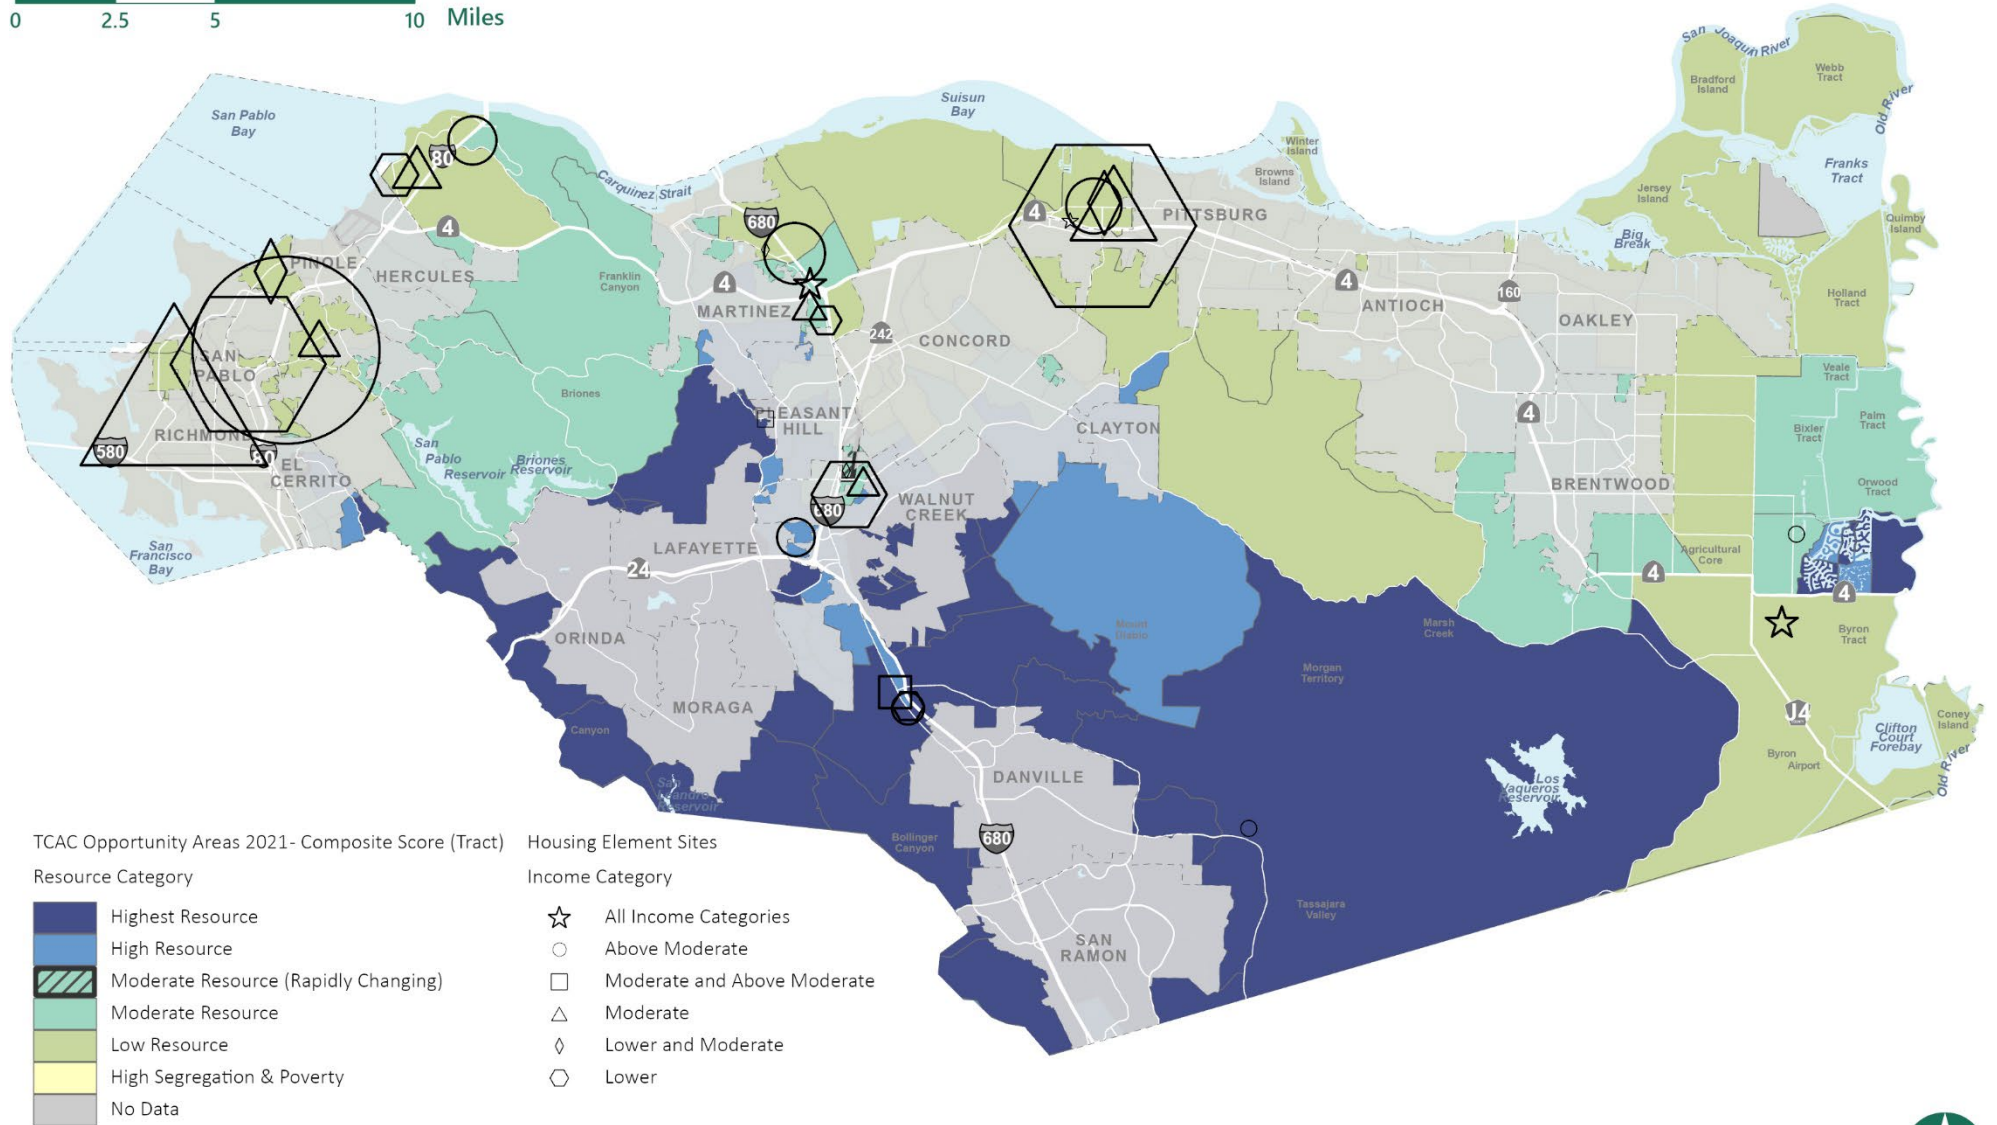 0 2.5 5 10 Miles
San Joaquin River
Webb
Tract
Bradford
Island
Old River
San Pablo
Bay
Suisun
Bay
Winter
Island
Browns
Island
Franks
Tract
Jersey
Island
Quimby
Island
Big
Break
Carquinez Strait
80
4
680
4
PITTSBURG
PINOLE
HERCULES
Franklin
Canyon
4
MARTINEZ
242
CONCORD
4
ANTIOCH
160
OAKLEY
Holland
Tract
SAN
PABLO
Briones
Veale
Tract
Palm
Tract
Bixler
Tract
PLEASANT
HILL
CLAYTON
4
RICHMOND
580
80
EL
CERRITO
San
Pablo
Reservoir
Briones
Reservoir
BRENTWOOD
Orwood
Tract
WALNUT
CREEK
680
San
Francisco
Bay
LAFAYETTE
24
Agricultural
Core
4
4
ORINDA
Mount
Diablo
Marsh
Creek
Byron
Tract
Morgan
Territory
MORAGA
Canyon
J4
Clifton
Court
Forebay
Coney
Island
Old River
Byron
Airport
San
Leandro
Reservoir
DANVILLE
Los
Vaqueros
Reservoir
Bollinger
Canyon
680
Tassajara
Valley
SAN
RAMON
TCAC Opportunity Areas 2021- Composite Score (Tract)
Resource Category
Highest Resource
High Resource
Moderate Resource (Rapidly Changing)
Moderate Resource
Low Resource
High Segregation & Poverty
No Data
Housing Element Sites
Income Category
All Income Categories
Above Moderate
Moderate and Above Moderate
Moderate
Lower and Moderate
Lower